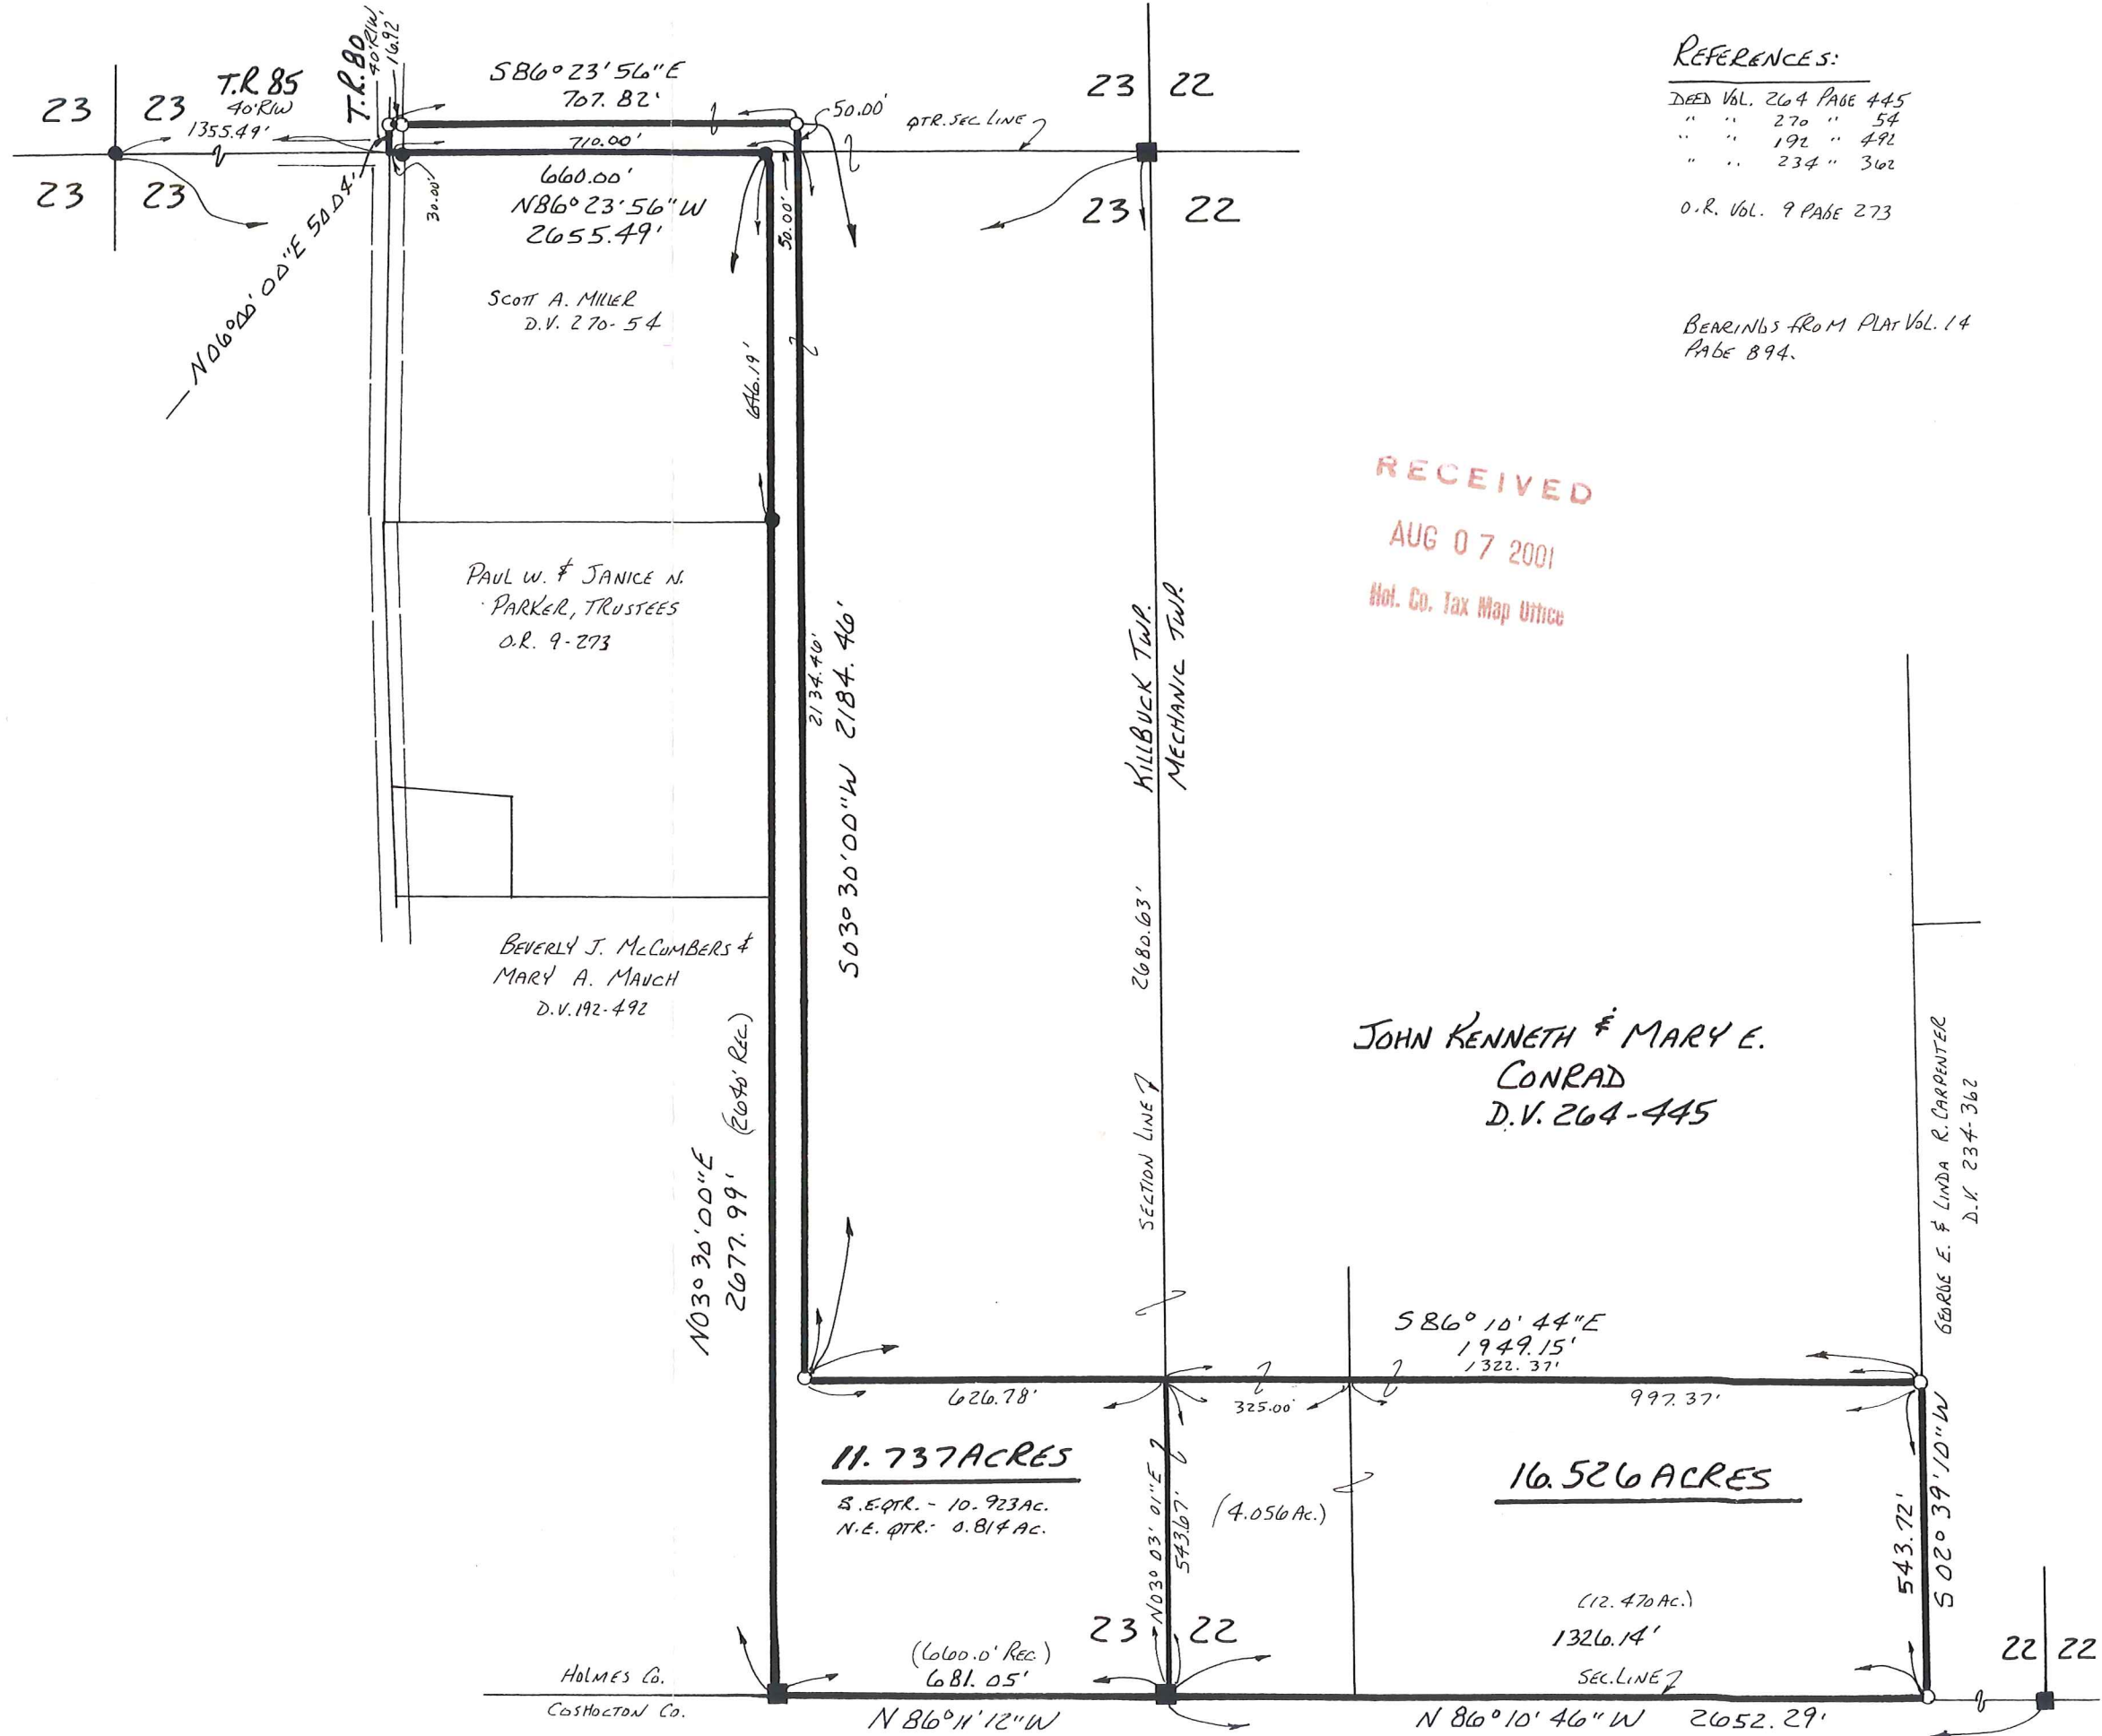 T.R. 80
40' R/W
16.92'
T.R 85
40' R/W
1355.49'
23 23
23 23
S86° 23' 56" E
707. 82'
50.00'
QTR. SEC LINE
710.00'
660.00'
N86° 23' 56" W
2655.49'
30.00'
50.00'
N06° 00' 00" E 50.04'
23 22
23 22
REFERENCES:
DEED VOL. 264 PAGE 445
" " 270 " 54
" " 192 " 492
" " 234 " 362
O.R. VOL. 9 PAGE 273
BEARINGS FROM PLAT VOL. 14
PAGE 894.
SCOTT A. MILLER
D.V. 270-54
646.19'
RECEIVED
AUG 07 2001
Hol. Co. Tax Map Office
PAUL W. & JANICE N.
PARKER, TRUSTEES
O.R. 9-273
2134.46'
S03° 30' 00" W 2184.46'
KILLBUCK TWP.
MECHANIC TWP.
BEVERLY J. McCUMBERS &
MARY A. MAUCH
D.V. 192-492
2680.63'
SECTION LINE
JOHN KENNETH & MARY E.
CONRAD
D.V. 264-445
GEORGE E. & LINDA R. CARPENTER
D.V. 234-362
N03° 30' 00" E
2677.99' (2640' REC.)
S86° 10' 44" E
1949.15'
1322.37'
626.78'
325.00'
997.37'
11.737 ACRES
S.E. QTR. - 10.923 AC.
N.E. QTR. - 0.814 AC.
N03° 03' 01" E
543.67'
(4.056 Ac.)
16.526 ACRES
(12.470 AC.)
1326.14'
SEC. LINE
543.72'
S 02° 39' 10" W
23 22
22 22
(660.0' REC.)
681.05'
HOLMES CO.
COSHOCTON CO.
N 86° 11' 12" W
N 86° 10' 46" W 2652.29'